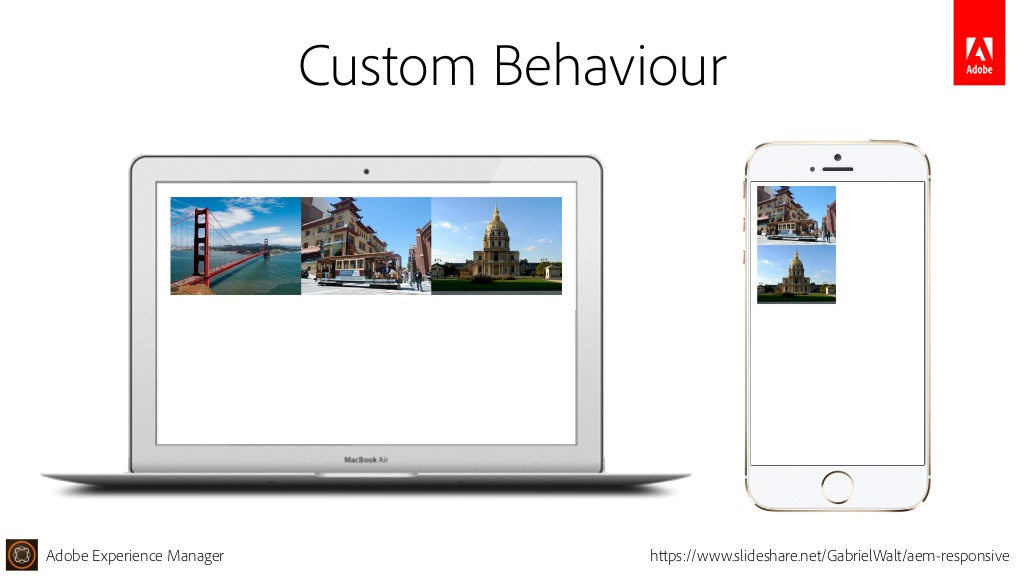 Custom Behaviour
Adobe
MacBook Air
Adobe Experience Manager
https://www.slideshare.net/GabrielWalt/aem-responsive